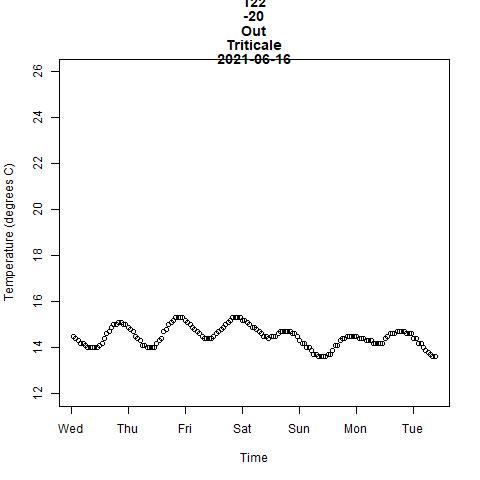 122
-20
Out
Triticale
2021-06-16
Temperature (degrees C)
26
24
22
20
18
16
14
12
Wed Thu Fri Sat Sun Mon Tue
Time